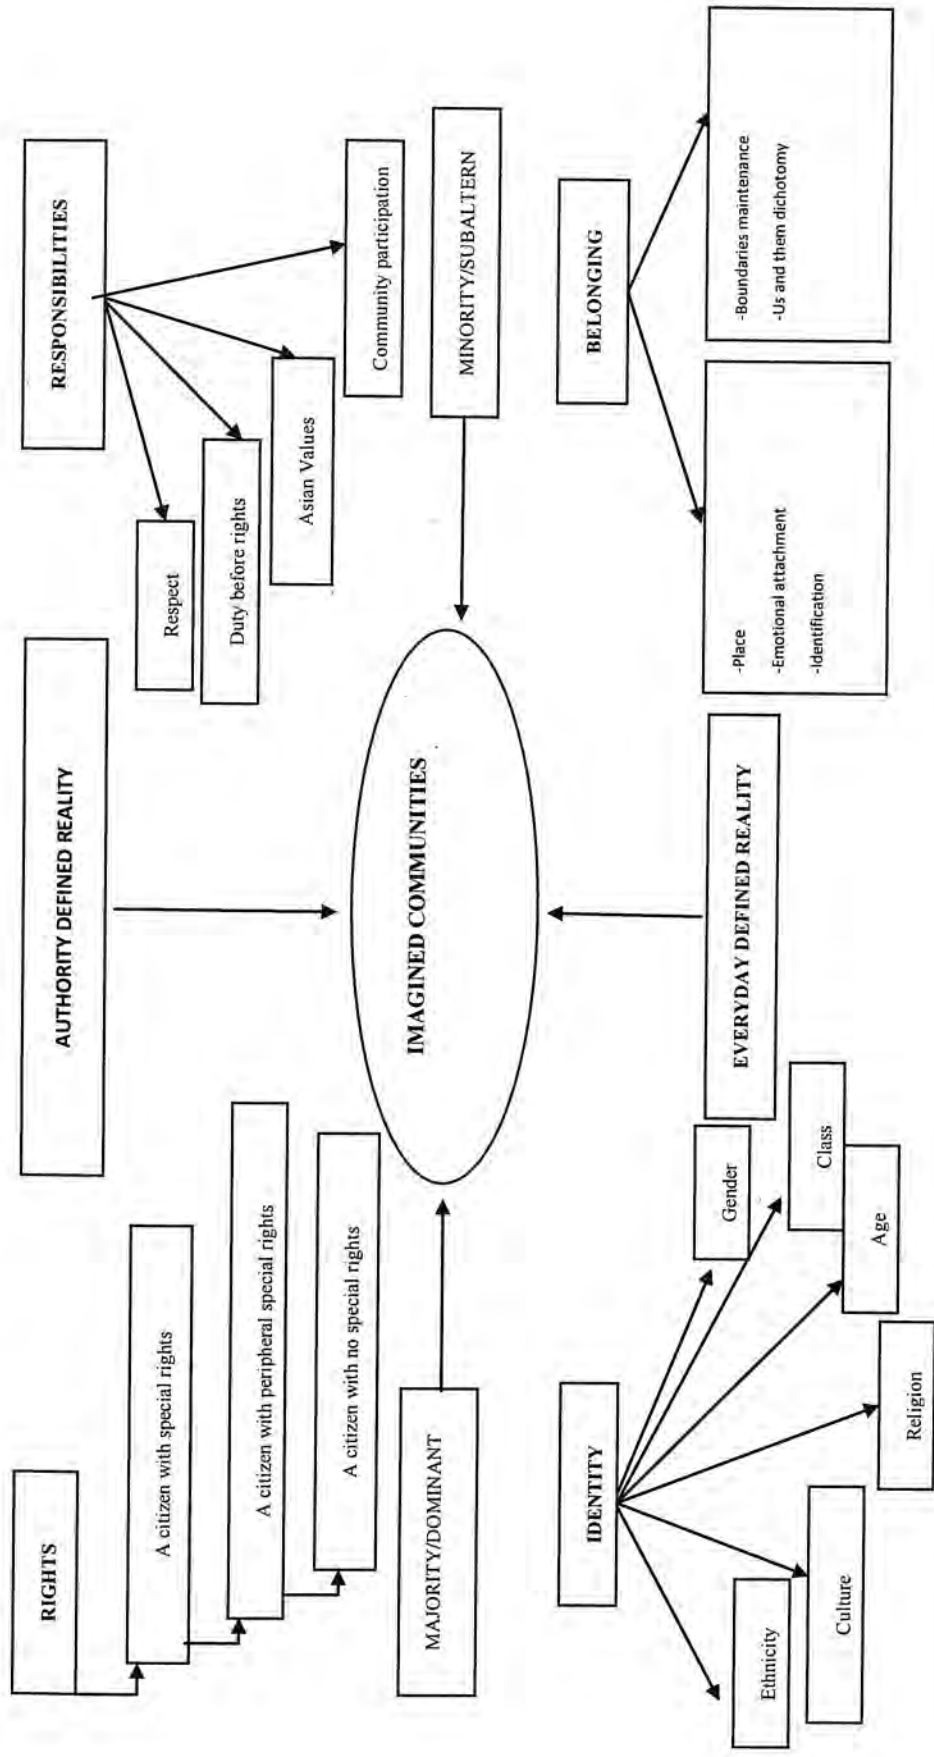 RIGHTS
A citizen with special rights
A citizen with peripheral special rights
A citizen with no special rights
AUTHORITY DEFINED REALITY
RESPONSIBILITIES
Respect
Duty before rights
Asian Values
Community participation
MAJORITY/DOMINANT
IMAGINED COMMUNITIES
MINORITY/SUBALTERN
IDENTITY
Ethnicity
Culture
Religion
Age
Class
Gender
EVERYDAY DEFINED REALITY
BELONGING
-Place
-Emotional attachment
-Identification
-Boundaries maintenance
-Us and them dichotomy